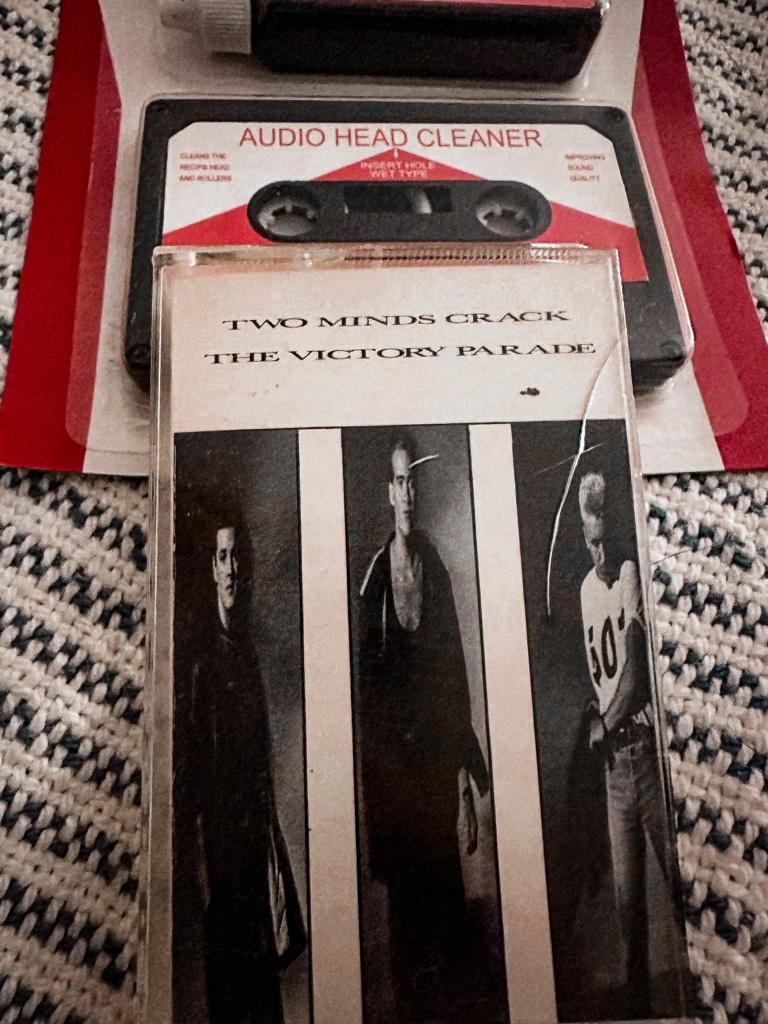 AUDIO HEAD CLEANER
CLEANS THE
REC/P.B HEAD
AND ROLLERS
INSERT HOLE
WET TYPE
IMPROVING
SOUND
QUALITY
TWO MINDS CRACK
THE VICTORY PARADE
50